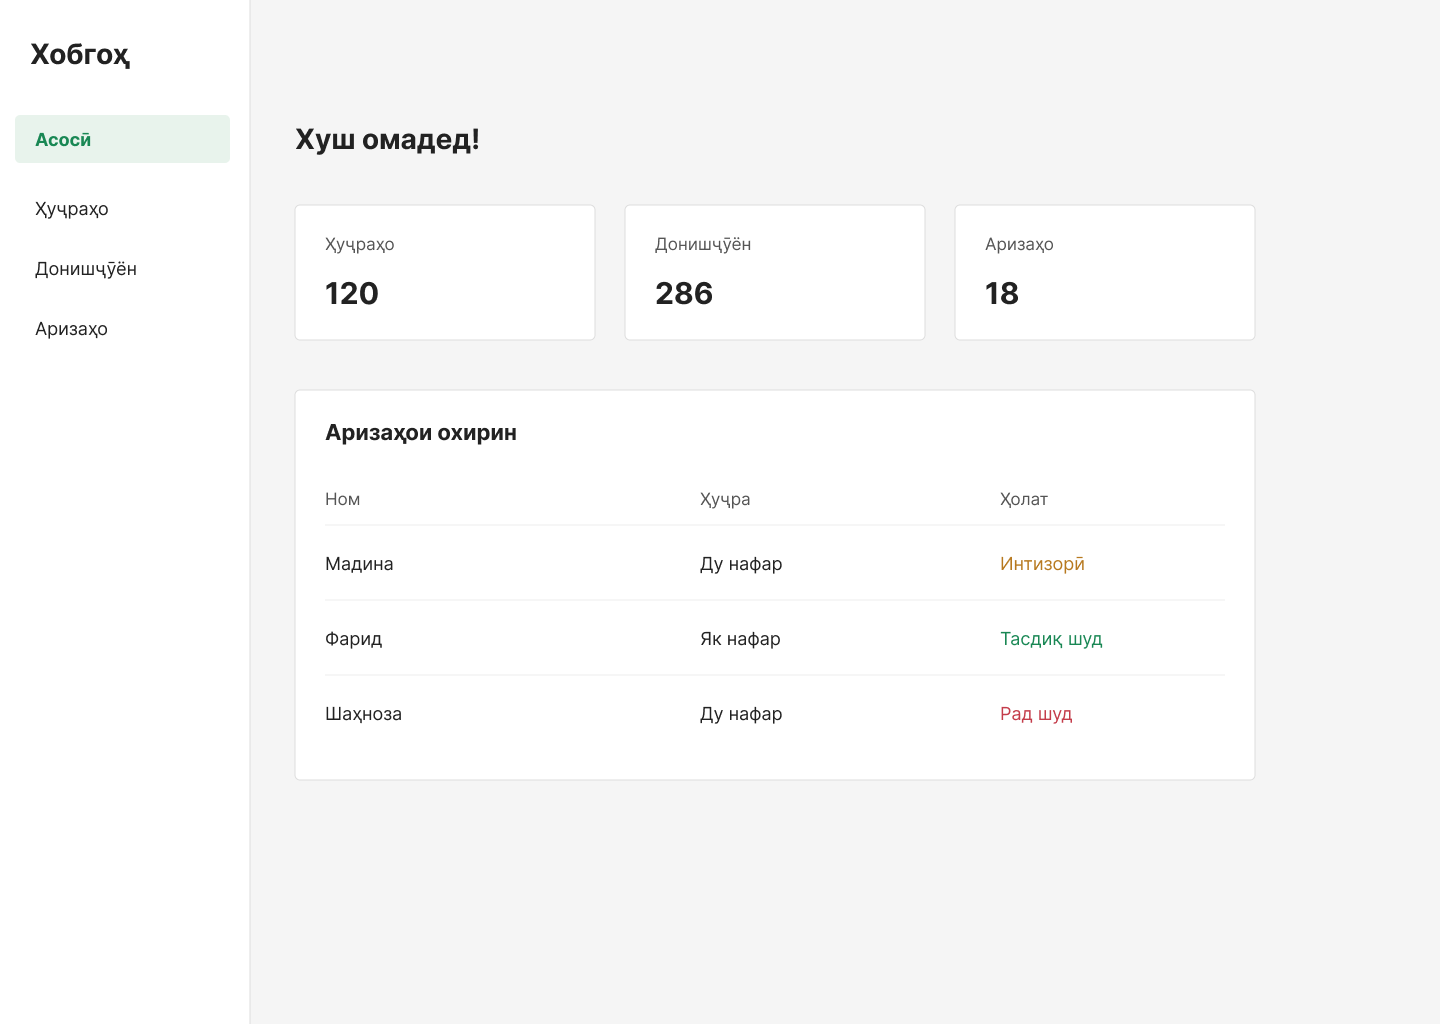 Хобгоҳ
Асосӣ
Ҳуҷраҳо
Донишҷӯён
Аризаҳо
Хуш омадед!
Ҳуҷраҳо
120
Донишҷӯён
286
Аризаҳо
18
Аризаҳои охирин
Ном Ҳуҷра Ҳолат
Мадина Ду нафар Интизорӣ
Фарид Як нафар Тасдиқ шуд
Шаҳноза Ду нафар Рад шуд